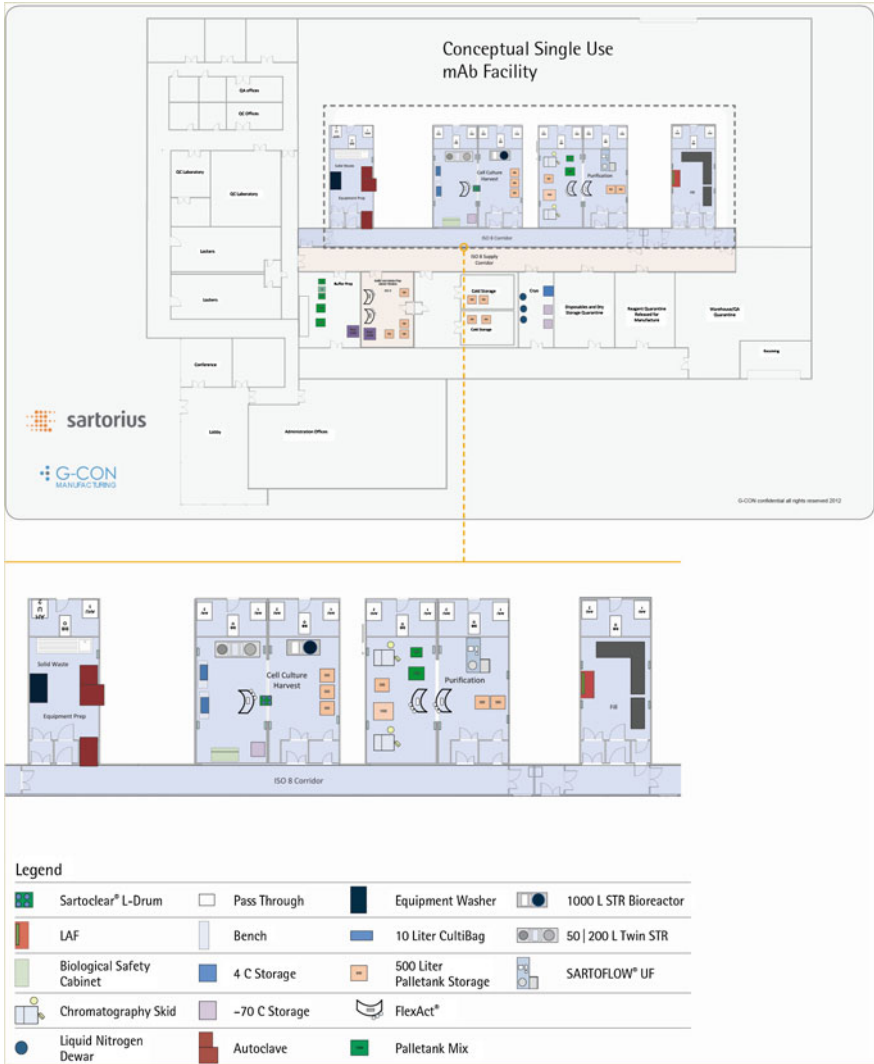 Conceptual Single Use
mAb Facility
QA offices
QC Offices
QC Laboratory
QC Laboratory
Lockers
Lockers
Conference
Lobby
Administration Offices
Solid Waste
Equipment Prep
Cell Culture
Harvest
Purification
Fill
ISO 8 Corridor
ISO 8 Supply
Corridor
Buffer Prep
Cold Storage
Cold Storage
Cryo
Disposables and Dry
Storage Quarantine
Reagent Quarantine
Released for
Manufacture
Warehouse/QA
Quarantine
Receiving
sartorius
G-CON
MANUFACTURING
G-CON confidential all rights reserved 2012
Solid Waste
Equipment Prep
Cell Culture
Harvest
Purification
Fill
ISO 8 Corridor
Legend
Sartoclear® L-Drum
Pass Through
Equipment Washer
1000 L STR Bioreactor
LAF
Bench
10 Liter CultiBag
50 | 200 L Twin STR
Biological Safety
Cabinet
4 C Storage
500 Liter
Palletank Storage
SARTOFLOW® UF
Chromatography Skid
-70 C Storage
FlexAct®
Liquid Nitrogen
Dewar
Autoclave
Palletank Mix